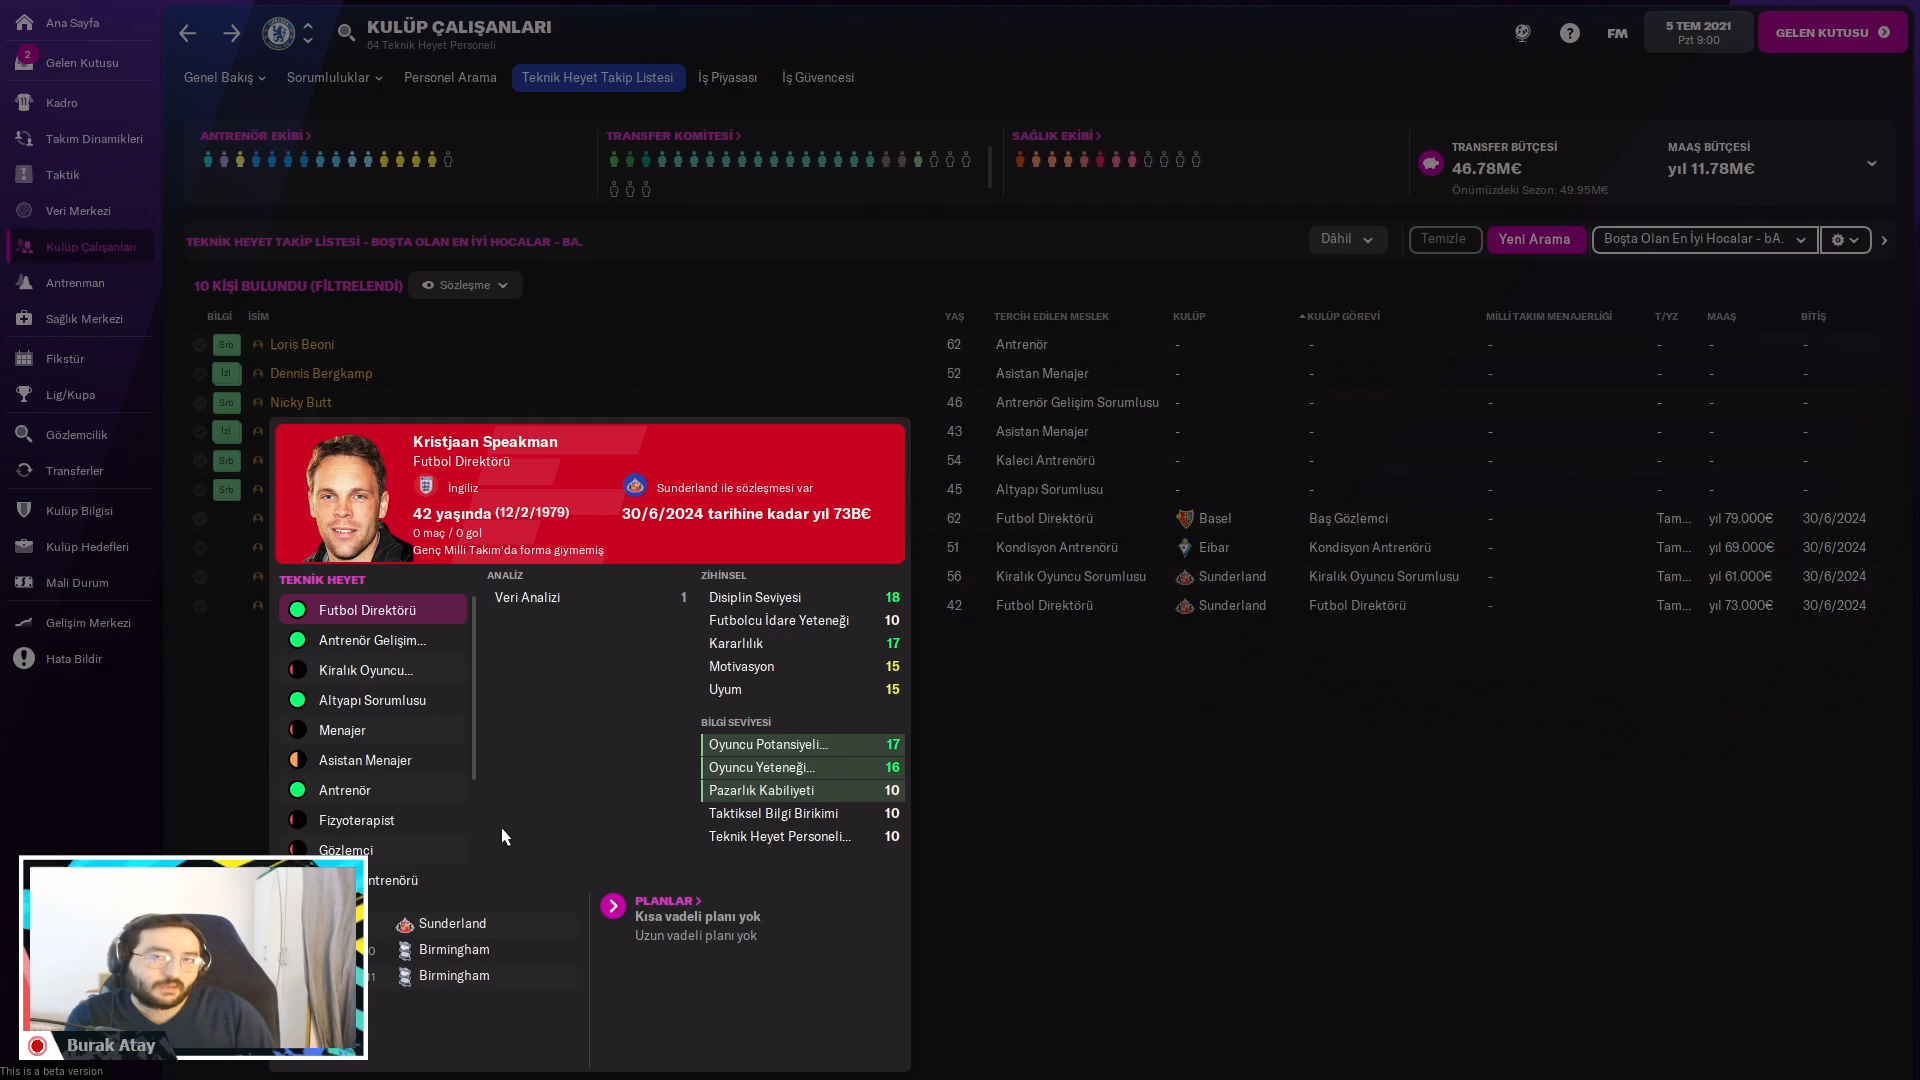 Ana Sayfa
2
Gelen Kutusu
Kadro
Takım Dinamikleri
Taktik
Veri Merkezi
Kulüp Çalışanları
Antrenman
Sağlık Merkezi
Fikstür
Lig/Kupa
Gözlemcilik
Transferler
Kulüp Bilgisi
Kulüp Hedefleri
Mali Durum
Gelişim Merkezi
Hata Bildir
KULÜP ÇALIŞANLARI
64 Teknik Heyet Personeli
FM
5 TEM 2021
Pzt 9:00
GELEN KUTUSU
Genel Bakış Sorumluluklar Personel Arama Teknik Heyet Takip Listesi İş Piyasası İş Güvencesi
ANTRENÖR EKİBİ >
TRANSFER KOMİTESİ >
SAĞLIK EKİBİ >
TRANSFER BÜTÇESİ
46.78M€
Önümüzdeki Sezon: 49.95M€
MAAŞ BÜTÇESİ
yıl 11.78M€
TEKNİK HEYET TAKİP LİSTESİ - BOŞTA OLAN EN İYİ HOCALAR - BA.
Dâhil Temizle Yeni Arama Boşta Olan En İyi Hocalar - bA.
10 KİŞİ BULUNDU (FİLTRELENDİ) Sözleşme
BİLGİ İSİM YAŞ TERCİH EDİLEN MESLEK KULÜP KULÜP GÖREVİ MİLLİ TAKIM MENAJERLİĞİ T/YZ MAAŞ BİTİŞ
Srb Loris Beoni 62 Antrenör - - - - - -
İzl Dennis Bergkamp 52 Asistan Menajer - - - - - -
Srb Nicky Butt 46 Antrenör Gelişim Sorumlusu - - - - - -
İzl 43 Asistan Menajer - - - - - -
Srb 54 Kaleci Antrenörü - - - - - -
Srb 45 Altyapı Sorumlusu - - - - - -
62 Futbol Direktörü Basel Baş Gözlemci - Tam... yıl 79.000€ 30/6/2024
51 Kondisyon Antrenörü Eibar Kondisyon Antrenörü - Tam... yıl 69.000€ 30/6/2024
56 Kiralık Oyuncu Sorumlusu Sunderland Kiralık Oyuncu Sorumlusu - Tam... yıl 61.000€ 30/6/2024
42 Futbol Direktörü Sunderland Futbol Direktörü - Tam... yıl 73.000€ 30/6/2024
Kristjaan Speakman
Futbol Direktörü
İngiliz
Sunderland ile sözleşmesi var
42 yaşında (12/2/1979)
30/6/2024 tarihine kadar yıl 73B€
0 maç / 0 gol
Genç Milli Takım'da forma giymemiş
TEKNİK HEYET
Futbol Direktörü
Antrenör Gelişim...
Kiralık Oyuncu...
Altyapı Sorumlusu
Menajer
Asistan Menajer
Antrenör
Fizyoterapist
Gözlemci
ntrenörü
ANALİZ
Veri Analizi 1
ZİHİNSEL
Disiplin Seviyesi 18
Futbolcu İdare Yeteneği 10
Kararlılık 17
Motivasyon 15
Uyum 15
BİLGİ SEVİYESİ
Oyuncu Potansiyeli... 17
Oyuncu Yeteneği... 16
Pazarlık Kabiliyeti 10
Taktiksel Bilgi Birikimi 10
Teknik Heyet Personeli... 10
Sunderland
0 Birmingham
11 Birmingham
PLANLAR >
Kısa vadeli planı yok
Uzun vadeli planı yok
Burak Atay
This is a beta version